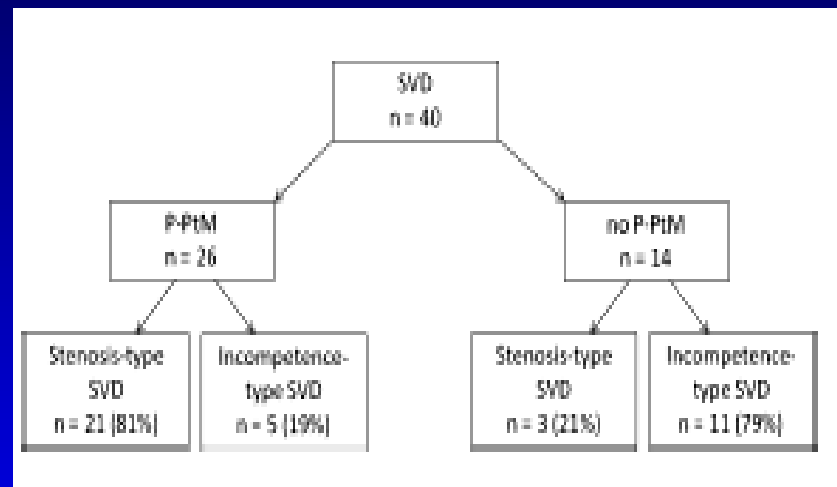 SVD
n = 40
P-PtM
n = 26
no P-PtM
n = 14
Stenosis-type
SVD
n = 21 (81%)
Incompetence-
type SVD
n = 5 (19%)
Stenosis-type
SVD
n = 3 (21%)
Incompetence-
type SVD
n = 11 (79%)